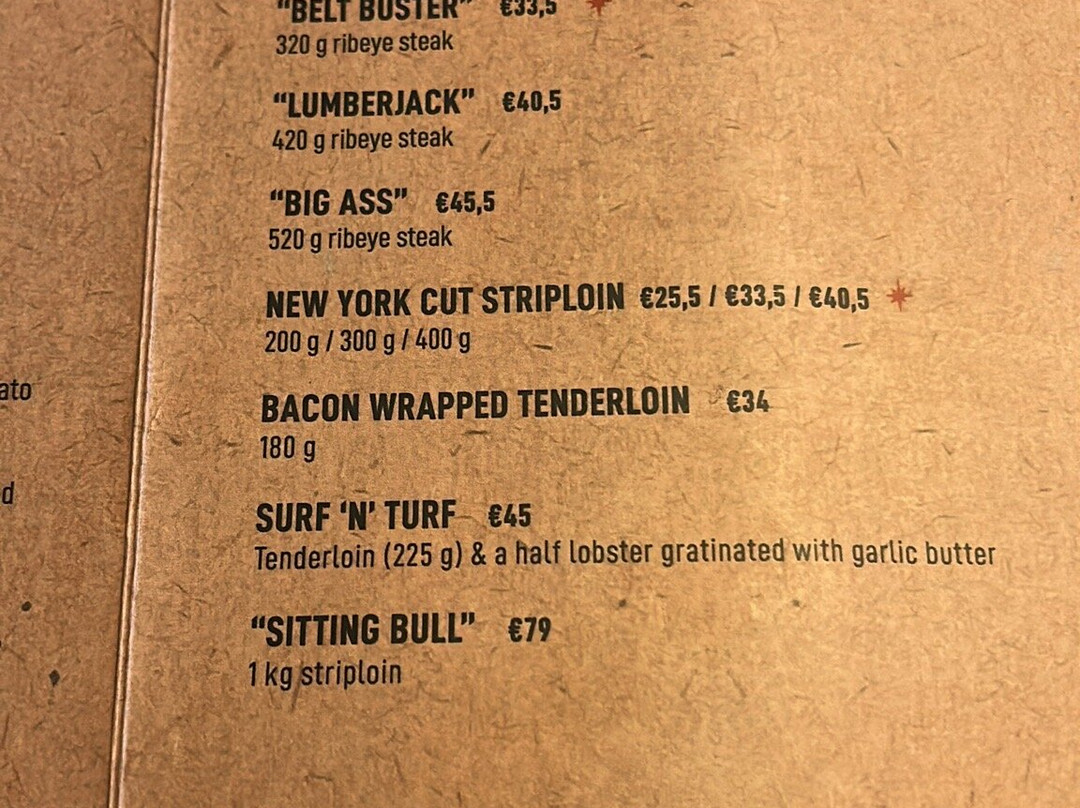 "BELT BUSTER" €33,5
320 g ribeye steak
"LUMBERJACK" €40,5
420 g ribeye steak
"BIG ASS" €45,5
520 g ribeye steak
NEW YORK CUT STRIPLOIN €25,5 / €33,5 / €40,5
200 g / 300 g / 400 g
BACON WRAPPED TENDERLOIN €34
180 g
SURF 'N' TURF €45
Tenderloin (225 g) & a half lobster gratinated with garlic butter
"SITTING BULL" €79
1 kg striploin